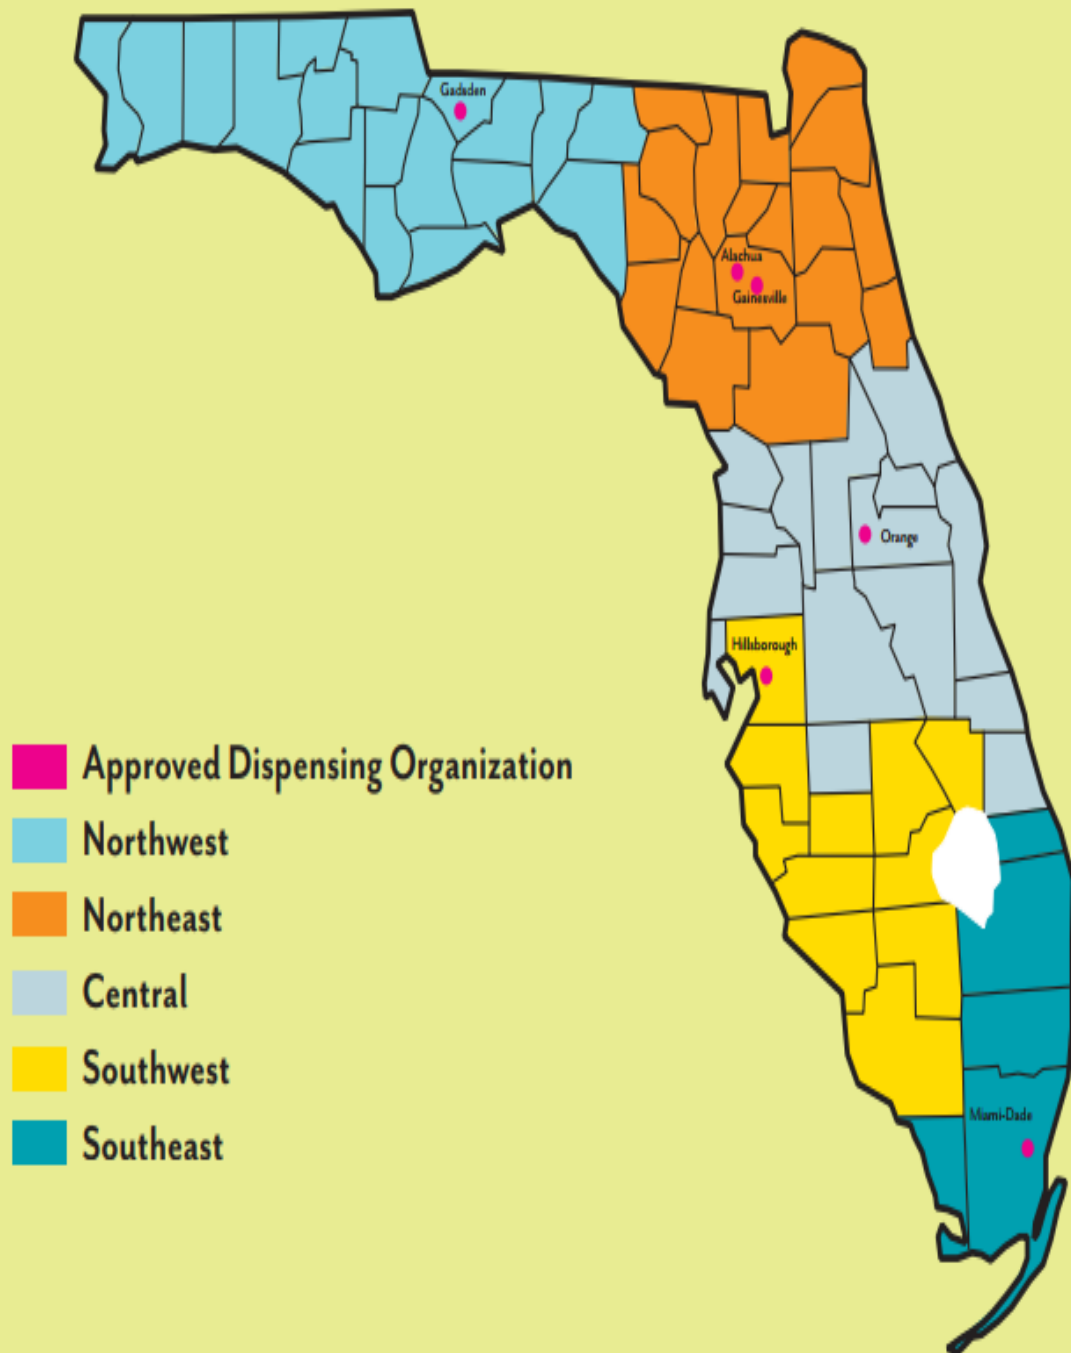 Gadsden
Alachua
Gainesville
Orange
Hillsborough
Approved Dispensing Organization
Northwest
Northeast
Central
Southwest
Southeast
Miami-Dade